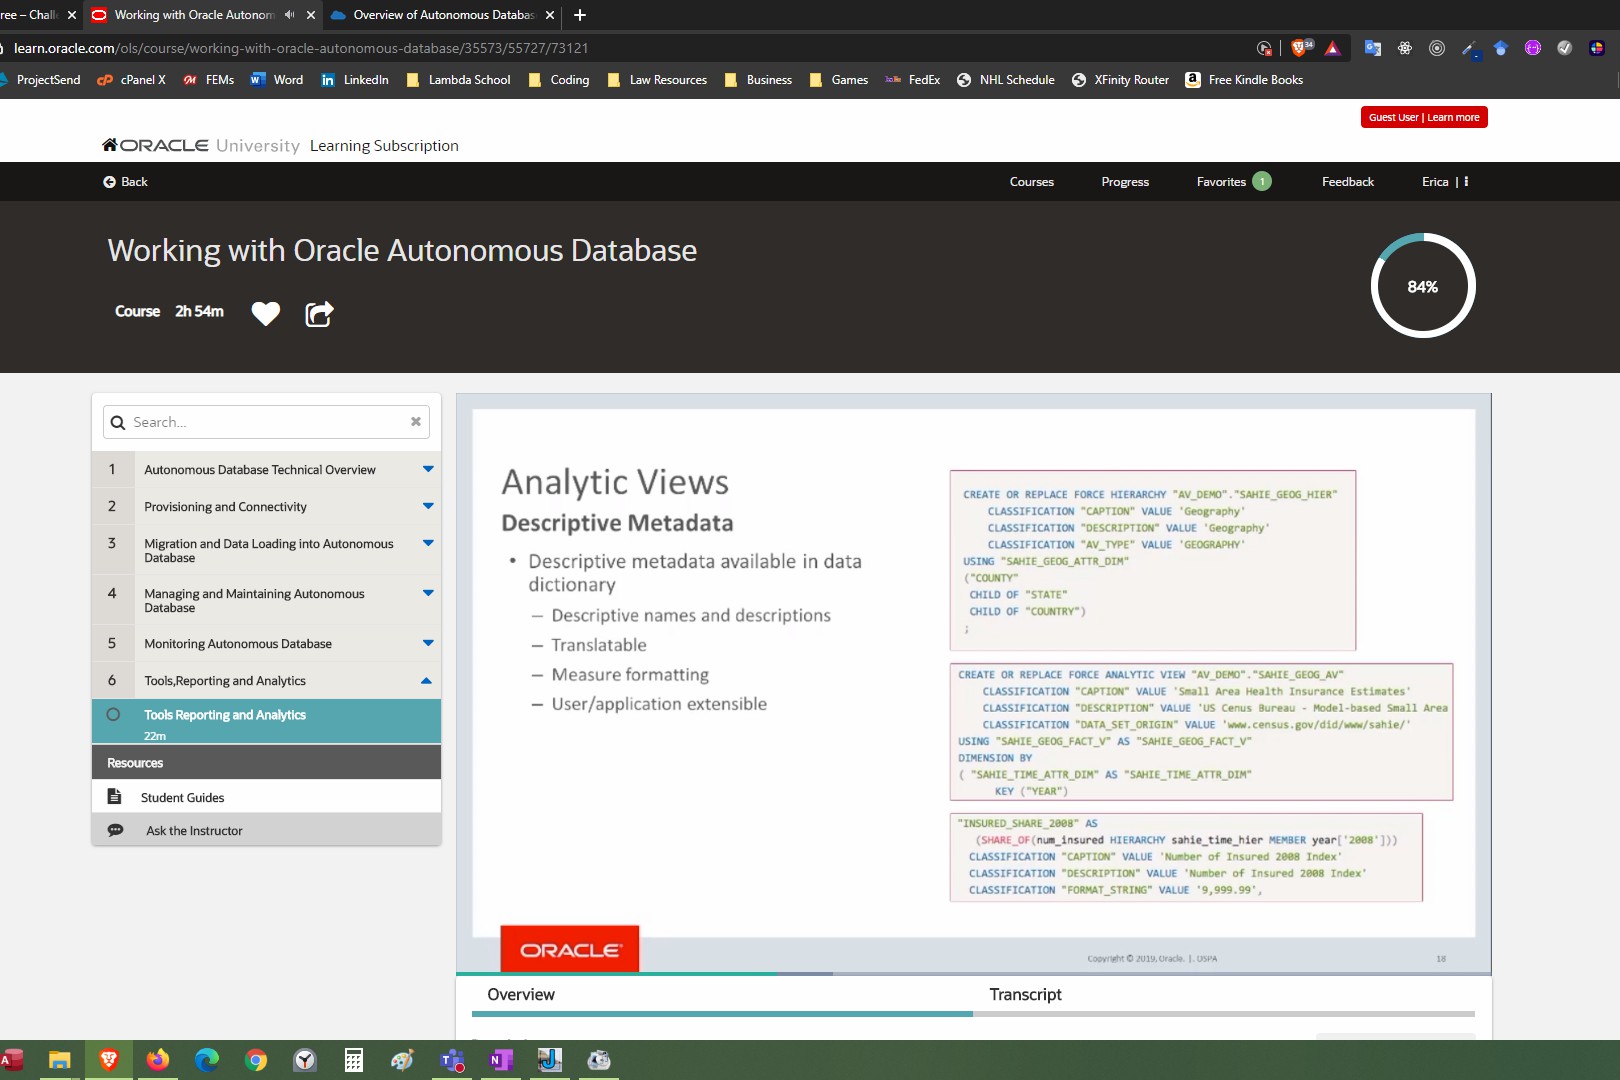 ree – Chall
Working with Oracle Autonom
Overview of Autonomous Databas
learn.oracle.com/ols/course/working-with-oracle-autonomous-database/35573/55727/73121
34
ProjectSend
cPanel X
FEMs
Word
LinkedIn
Lambda School
Coding
Law Resources
Business
Games
FedEx
NHL Schedule
XFinity Router
Free Kindle Books
Guest User | Learn more
ORACLE University Learning Subscription
Back
Courses
Progress
Favorites 1
Feedback
Erica |
Working with Oracle Autonomous Database
84%
Course 2h 54m
Search...
1 Autonomous Database Technical Overview
2 Provisioning and Connectivity
3 Migration and Data Loading into Autonomous
Database
4 Managing and Maintaining Autonomous
Database
5 Monitoring Autonomous Database
6 Tools,Reporting and Analytics
Tools Reporting and Analytics
22m
Resources
Student Guides
Ask the Instructor
Analytic Views
Descriptive Metadata
• Descriptive metadata available in data
dictionary
– Descriptive names and descriptions
– Translatable
– Measure formatting
– User/application extensible
CREATE OR REPLACE FORCE HIERARCHY "AV_DEMO"."SAHIE_GEOG_HIER"
CLASSIFICATION "CAPTION" VALUE 'Geography'
CLASSIFICATION "DESCRIPTION" VALUE 'Geography'
CLASSIFICATION "AV_TYPE" VALUE 'GEOGRAPHY'
USING "SAHIE_GEOG_ATTR_DIM"
("COUNTY"
CHILD OF "STATE"
CHILD OF "COUNTRY")
;
CREATE OR REPLACE FORCE ANALYTIC VIEW "AV_DEMO"."SAHIE_GEOG_AV"
CLASSIFICATION "CAPTION" VALUE 'Small Area Health Insurance Estimates'
CLASSIFICATION "DESCRIPTION" VALUE 'US Cenus Bureau - Model-based Small Area
CLASSIFICATION "DATA_SET_ORIGIN" VALUE 'www.census.gov/did/www/sahie/'
USING "SAHIE_GEOG_FACT_V" AS "SAHIE_GEOG_FACT_V"
DIMENSION BY
( "SAHIE_TIME_ATTR_DIM" AS "SAHIE_TIME_ATTR_DIM"
KEY ("YEAR")
"INSURED_SHARE_2008" AS
(SHARE_OF(num_insured HIERARCHY sahie_time_hier MEMBER year['2008']))
CLASSIFICATION "CAPTION" VALUE 'Number of Insured 2008 Index'
CLASSIFICATION "DESCRIPTION" VALUE 'Number of Insured 2008 Index'
CLASSIFICATION "FORMAT_STRING" VALUE '9,999.99',
ORACLE
Copyright © 2019, Oracle. |. OSPA
18
Overview
Transcript